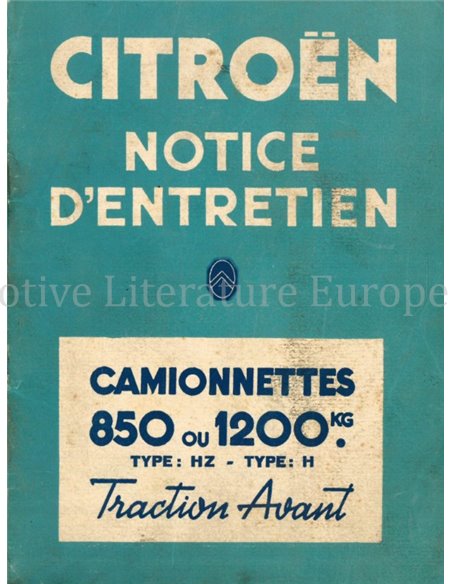 CITROËN
NOTICE
D'ENTRETIEN
otive Literature Europe
CAMIONNETTES
850 OU 1200 KG.
TYPE: HZ - TYPE: H
Traction Avant